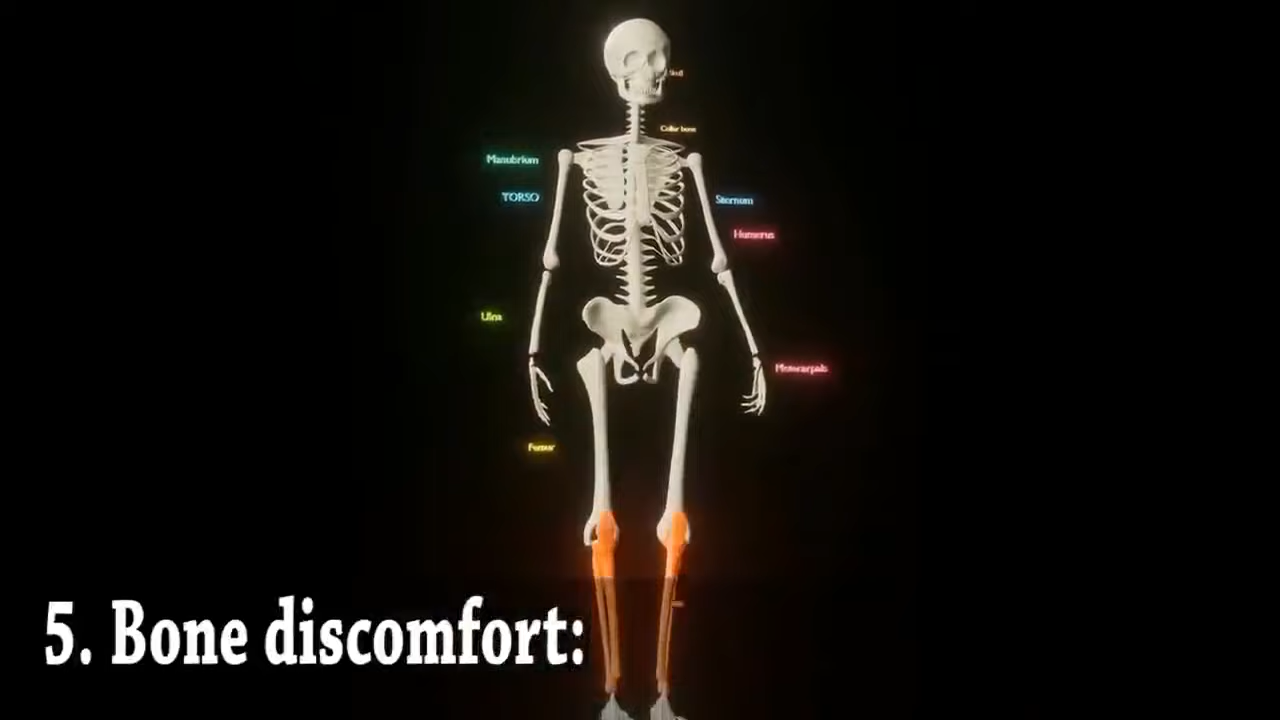 Skull
Collar bone
Manubrium
TORSO
Sternum
Humerus
Ulna
Metacarpals
Femur
5. Bone discomfort: